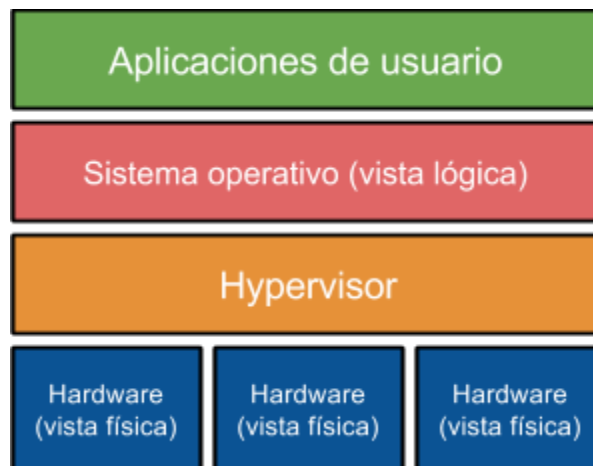 Aplicaciones de usuario
Sistema operativo (vista lógica)
Hypervisor
Hardware
(vista física)
Hardware
(vista física)
Hardware
(vista física)